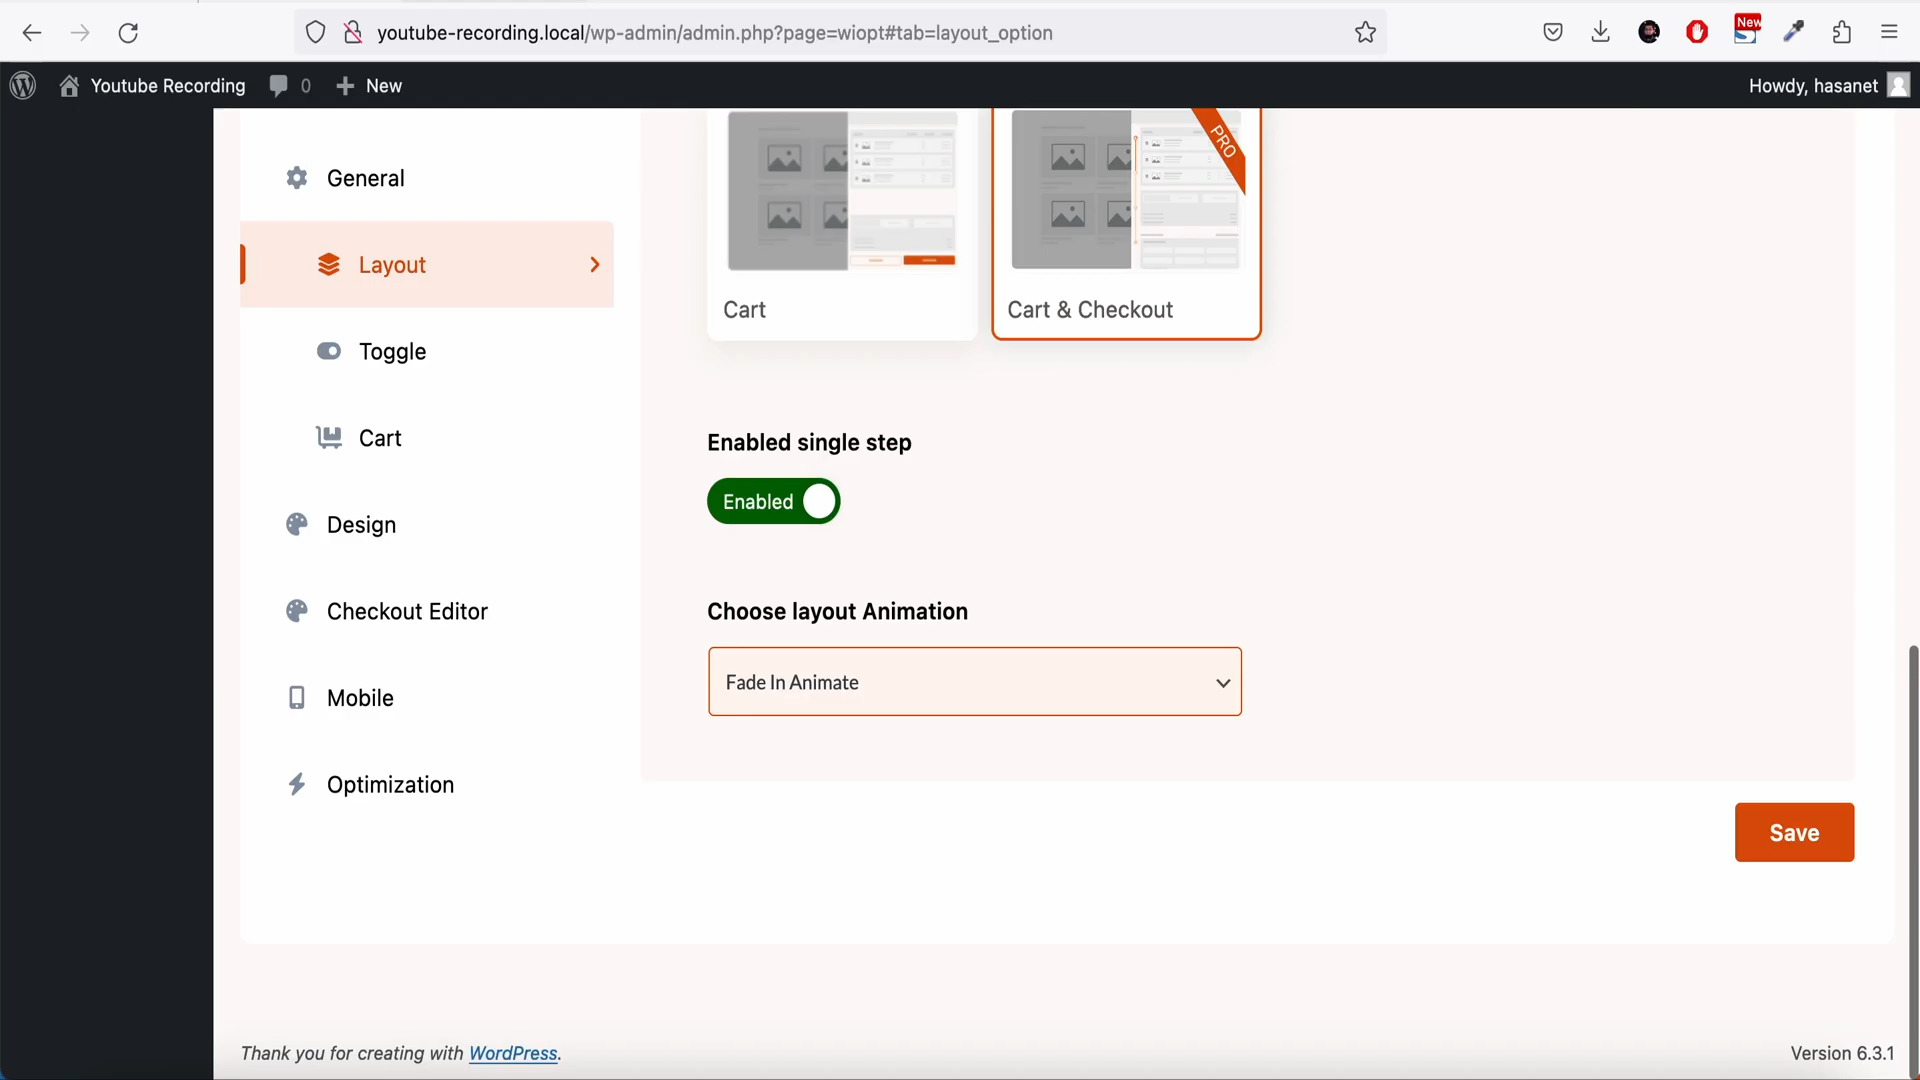 youtube-recording.local/wp-admin/admin.php?page=wiopt#tab=layout_option
New
Youtube Recording 0 New
Howdy, hasanet
PRO
General
Layout
Toggle
Cart
Design
Checkout Editor
Mobile
Optimization
Cart
Cart & Checkout
Enabled single step
Enabled
Choose layout Animation
Fade In Animate
Save
Thank you for creating with WordPress.
Version 6.3.1